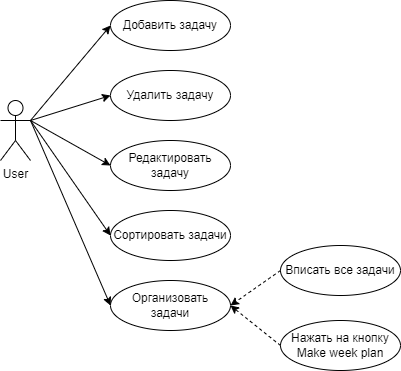 Добавить задачу
Удалить задачу
User
Редактировать
задачу
Сортировать задачи
Организовать
задачи
Вписать все задачи
Нажать на кнопку
Make week plan